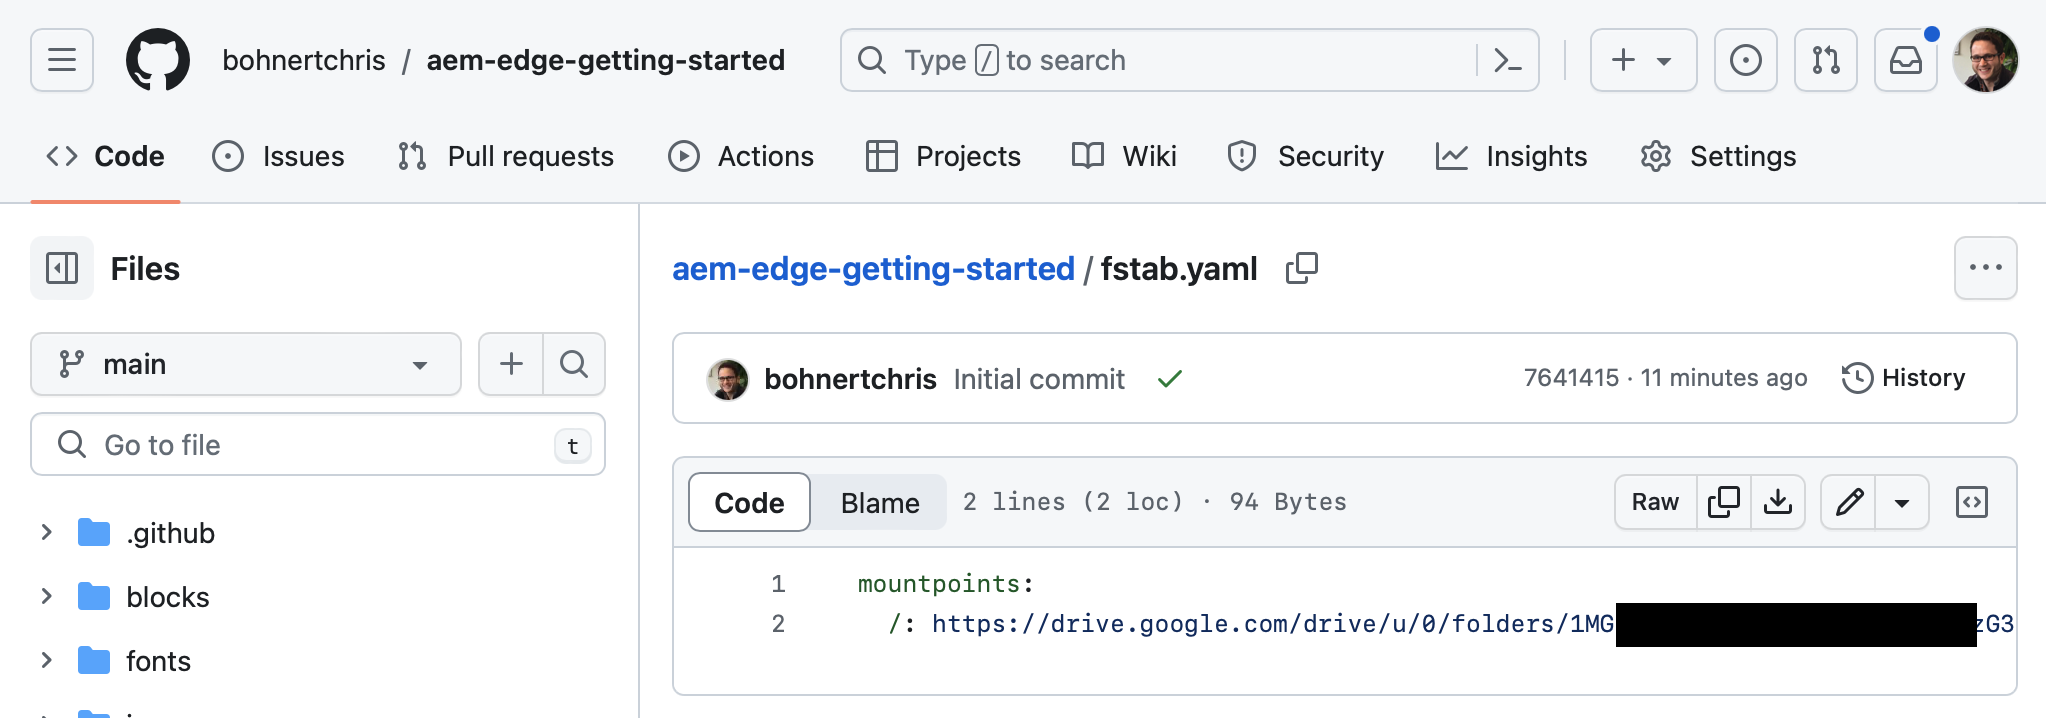 bohnertchris / aem-edge-getting-started
Type / to search
Code Issues Pull requests Actions Projects Wiki Security Insights Settings
Files
main
Go to file t
.github
blocks
fonts
aem-edge-getting-started / fstab.yaml
bohnertchris Initial commit
7641415 · 11 minutes ago History
Code Blame 2 lines (2 loc) · 94 Bytes Raw
1 mountpoints:
2 /: https://drive.google.com/drive/u/0/folders/1MG zG3